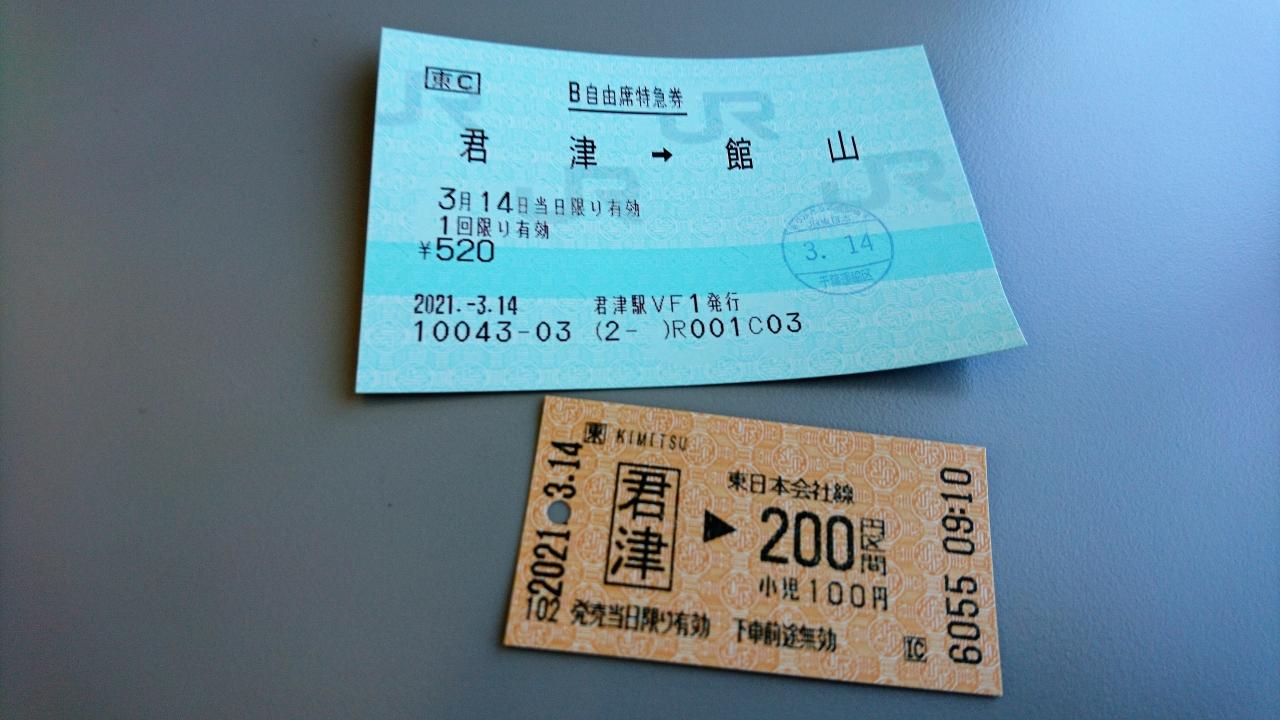 東C
B自由席特急券
君津→館山
3月14日当日限り有効
1回限り有効
¥520
3. 14
2021.-3.14 君津駅VF1発行
10043-03 (2- )R001C03
JR
JR
JR
JR
2021.-3.14
東 KIMITSU
君津
東日本会社線
▶200円区間
小児100円
102 発売当日限り有効 下車前途無効
IC
6055 09:10